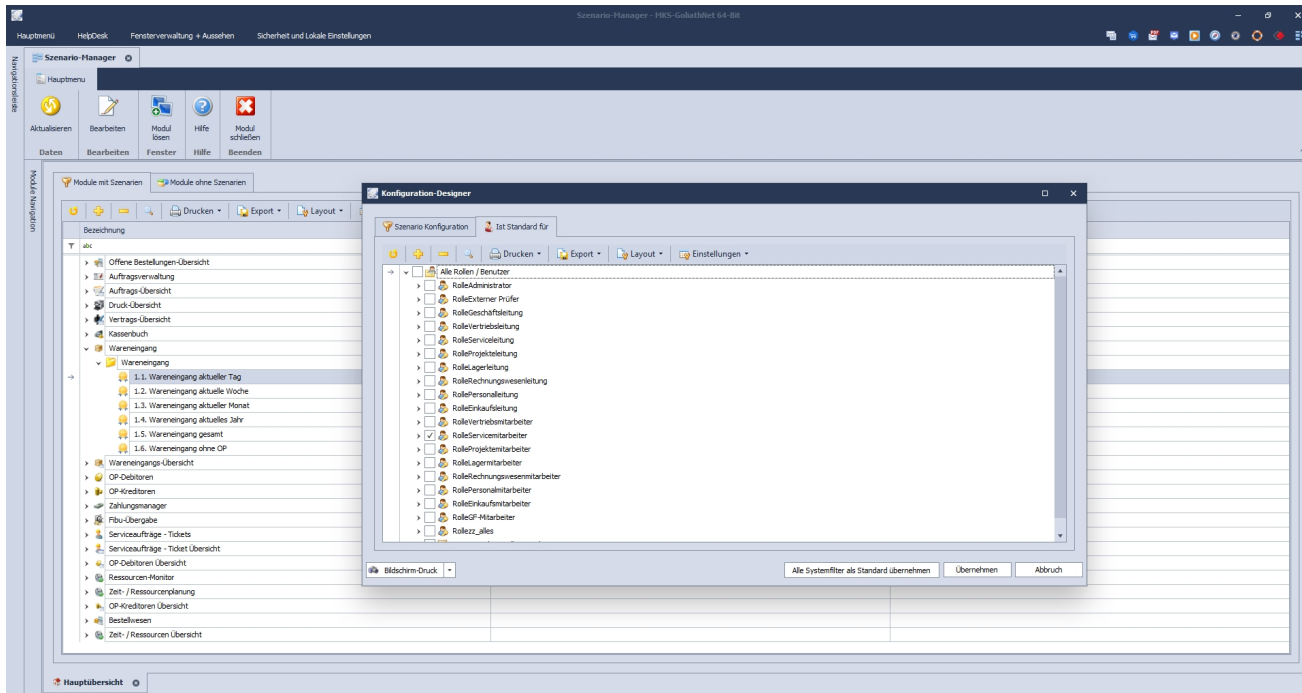 Szenario-Manager - MKS-GoliathNet 64-Bit
Hauptmenü HelpDesk Fensterverwaltung + Aussehen Sicherheit und Lokale Einstellungen
Navigationsleiste
Szenario-Manager
Hauptmenu
Aktualisieren Bearbeiten Modul lösen Hilfe Modul schließen
Daten Bearbeiten Fenster Hilfe Beenden
Module Navigation
Module mit Szenarien Module ohne Szenarien
Drucken Export Layout
Bezeichnung
abc
Offene Bestellungen-Übersicht
Auftragsverwaltung
Auftrags-Übersicht
Druck-Übersicht
Vertrags-Übersicht
Kassenbuch
Wareneingang
Wareneingang
1.1. Wareneingang aktueller Tag
1.2. Wareneingang aktuelle Woche
1.3. Wareneingang aktueller Monat
1.4. Wareneingang aktuelles Jahr
1.5. Wareneingang gesamt
1.6. Wareneingang ohne OP
Wareneingangs-Übersicht
OP-Debitoren
OP-Kreditoren
Zahlungsmanager
Fibu-Übergabe
Serviceaufträge - Tickets
Serviceaufträge - Ticket Übersicht
OP-Debitoren Übersicht
Ressourcen-Monitor
Zeit- / Ressourcenplanung
OP-Kreditoren Übersicht
Bestellwesen
Zeit- / Ressourcen Übersicht
Hauptübersicht
Konfiguration-Designer
Szenario Konfiguration Ist Standard für
Drucken Export Layout Einstellungen
Alle Rollen / Benutzer
RolleAdministrator
RolleExterner Prüfer
RolleGeschäftsleitung
RolleVertriebsleitung
RolleServiceleitung
RolleProjekteleitung
RolleLagerleitung
RolleRechnungswesenleitung
RollePersonalleitung
RolleEinkaufsleitung
RolleVertriebsmitarbeiter
RolleServicemitarbeiter
RolleProjektemitarbeiter
RolleLagermitarbeiter
RolleRechnungswesenmitarbeiter
RollePersonalmitarbeiter
RolleEinkaufsmitarbeiter
RolleGF-Mitarbeiter
Rollezz_alles
Bildschirm-Druck Alle Systemfilter als Standard übernehmen Übernehmen Abbruch